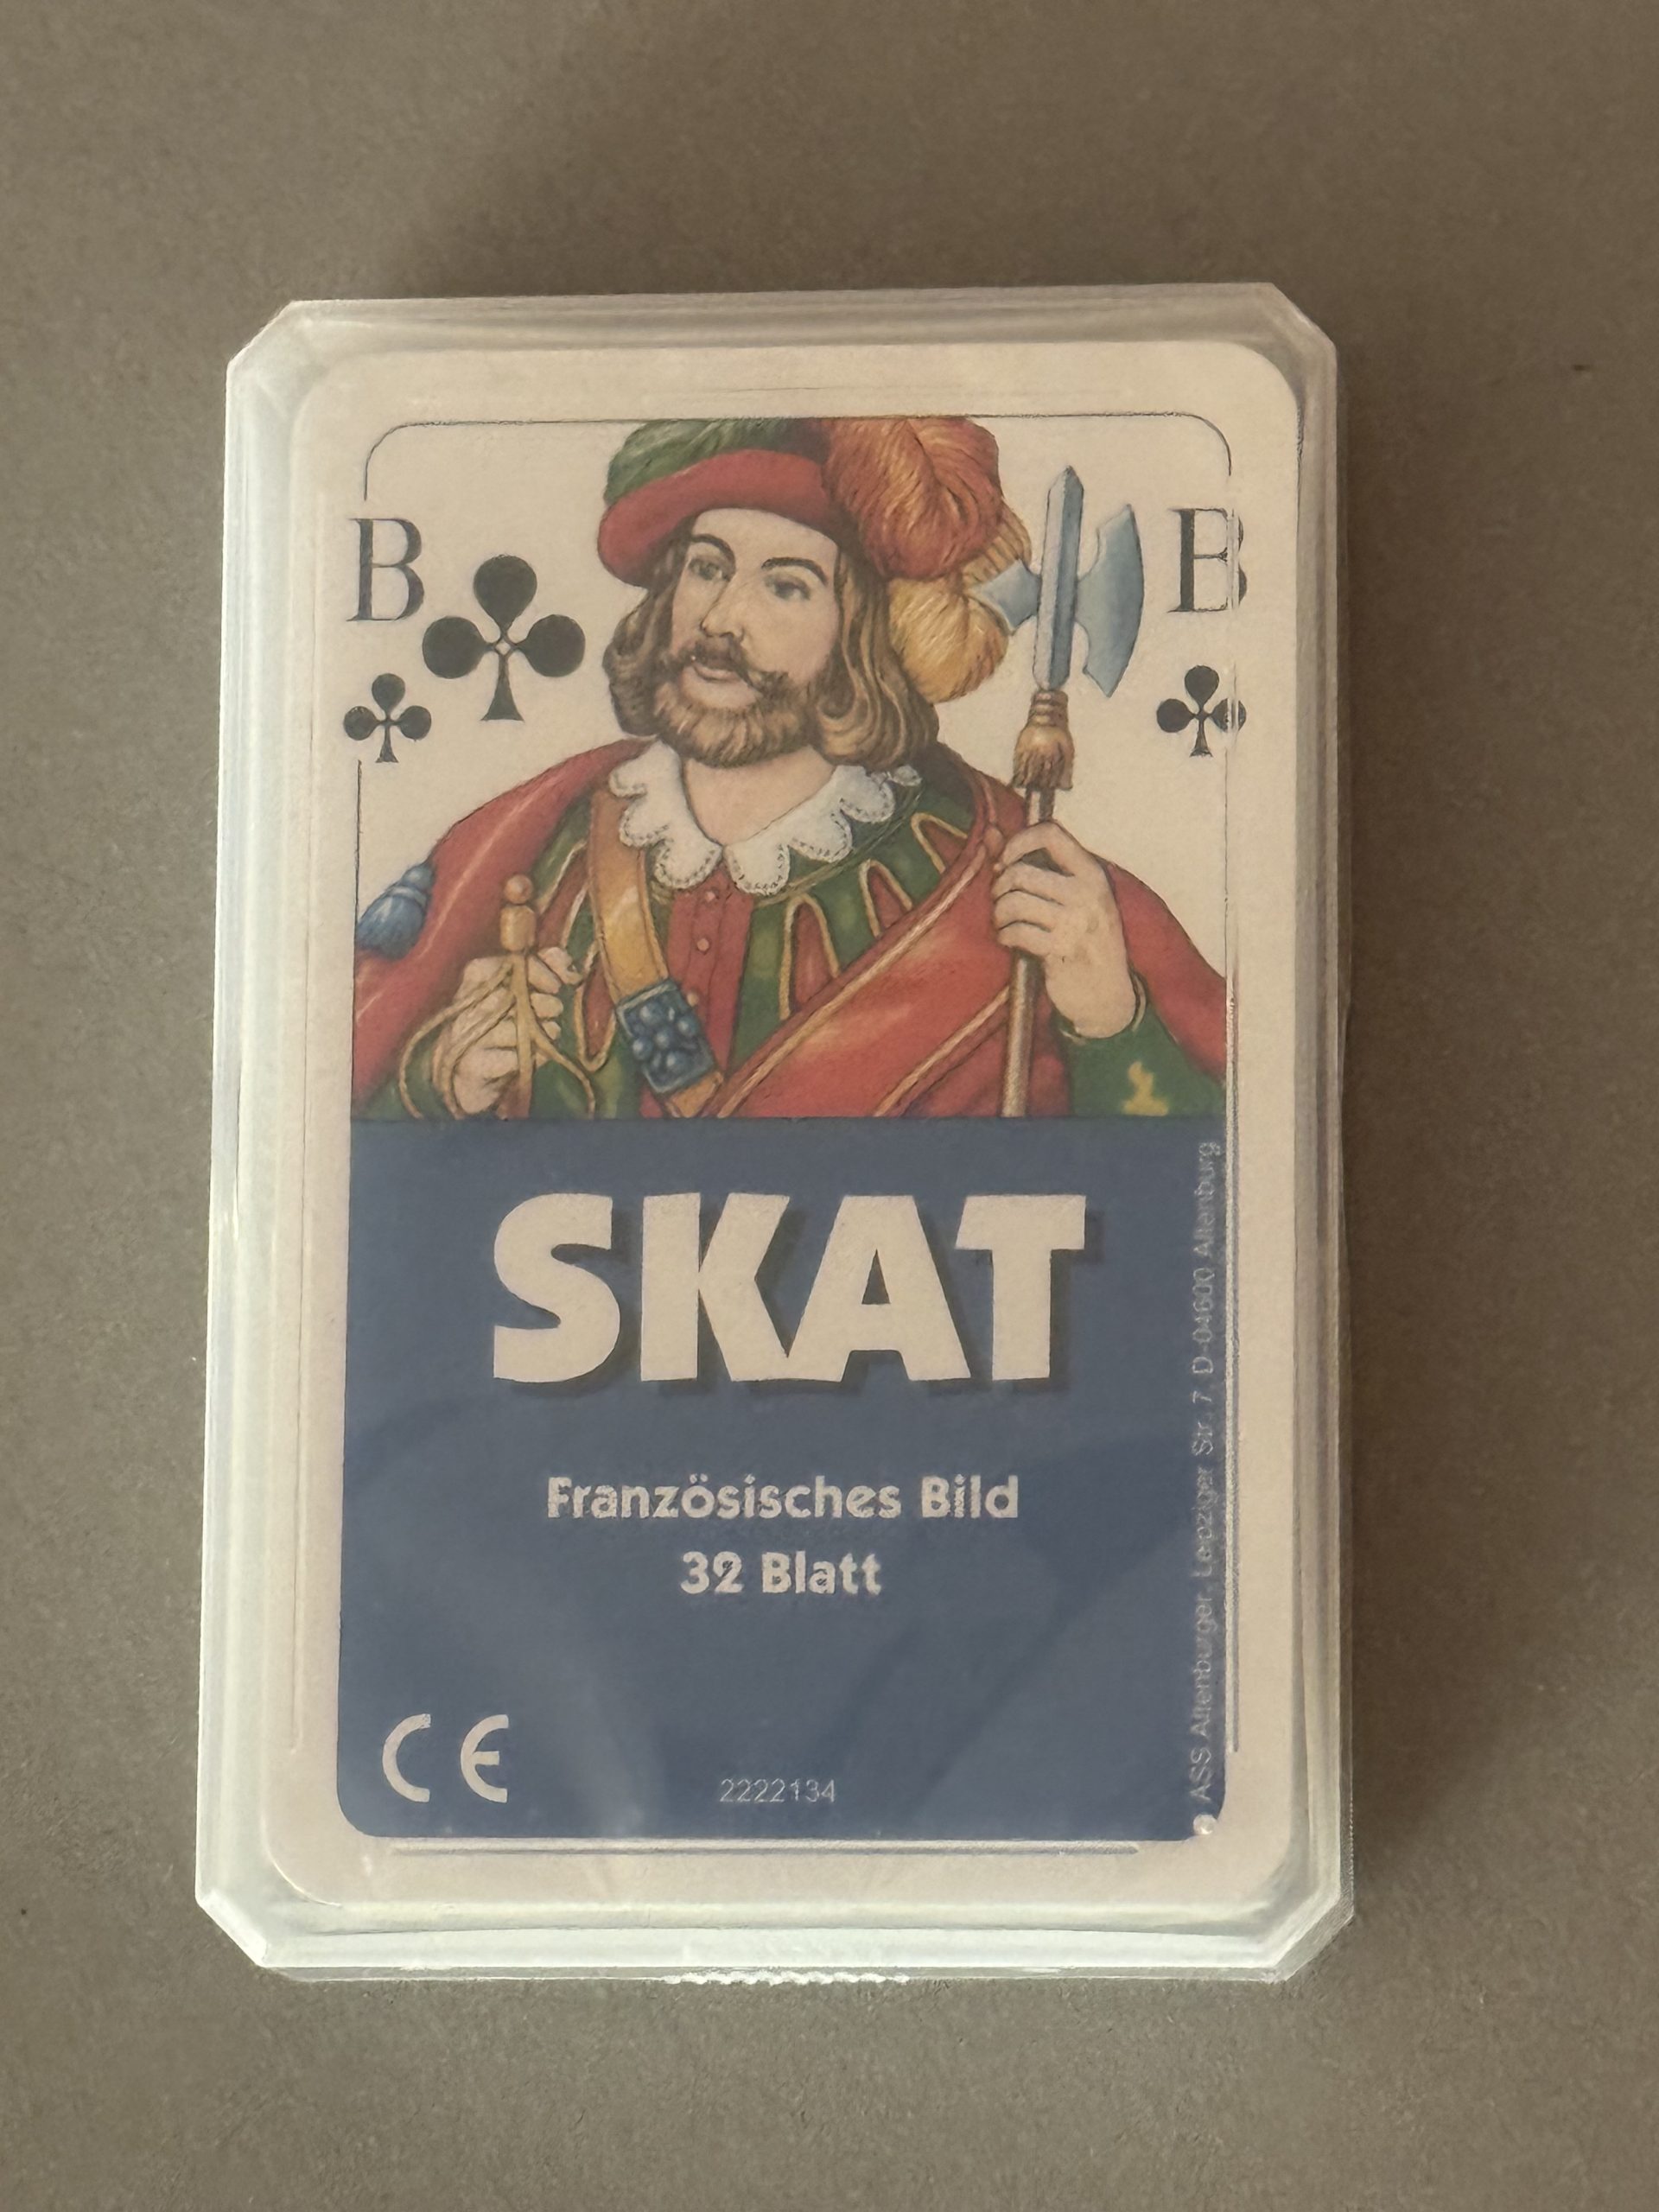 B B
SKAT
Französisches Bild
32 Blatt
CE
2222134
ASS Altenburger, Leipziger Str. 7, D-04600 Altenburg